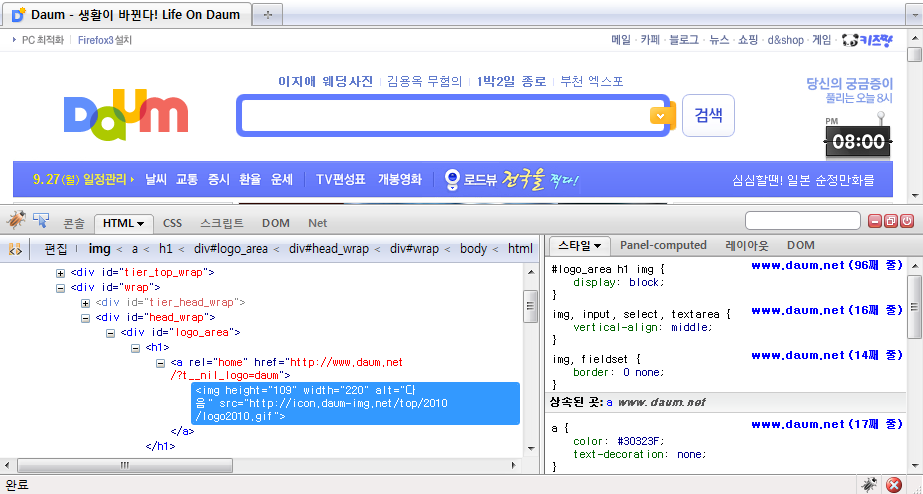 Daum - 생활이 바뀐다! Life On Daum
PC 최적화 Firefox3설치
메일 · 카페 · 블로그 · 뉴스 · 쇼핑 · d&shop · 게임 · 키즈짱
이지애 웨딩사진 | 김용옥 무혐의 | 1박2일 종로 | 부천 엑스포
Daum
검색
당신의 궁금증이
풀리는 오늘 8시
PM
08:00
9.27(월) 일정관리 날씨 교통 증시 환율 운세 TV편성표 개봉영화 로드뷰 전국을 찍다! 심심할땐! 일본 순정만화를
콘솔 HTML CSS 스크립트 DOM Net
편집 img < a < h1 < div#logo_area < div#head_wrap < div#wrap < body < html
<div id="tier_top_wrap">
<div id="wrap">
<div id="tier_head_wrap">
<div id="head_wrap">
<div id="logo_area">
<h1>
<a rel="home" href="http://www.daum.net
/?t__nil_logo=daum">
<img height="109" width="220" alt="다
음" src="http://icon.daum-img.net/top/2010
/logo2010.gif">
</a>
</h1>
스타일 Panel-computed 레이아웃 DOM
#logo_area h1 img { www.daum.net (96째 줄)
display: block;
}
img, input, select, textarea { www.daum.net (16째 줄)
vertical-align: middle;
}
img, fieldset { www.daum.net (14째 줄)
border: 0 none;
}
상속된 곳: a www.daum.net
a { www.daum.net (17째 줄)
color: #30323F;
text-decoration: none;
}
완료